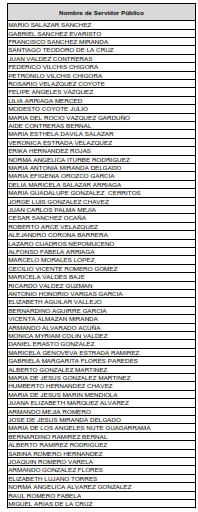 Nombre de Servidor Público
MARIO SALAZAR SANCHEZ
GABRIEL SANCHEZ EVARISTO
FRANCISCO SANCHEZ MIRANDA
SANTIAGO TEODORO DE LA CRUZ
JUAN VALDEZ CONTRERAS
FEDERICO VILCHIS CHIGORA
PETRONILO VILCHIS CHIGORA
ROSARIO VELAZQUEZ COYOTE
FELIPE ANGELES VAZQUEZ
LILIA ARRIAGA MERCED
MODESTO COYOTE JULIO
MARIA DEL ROCIO VAZQUEZ GARDUÑO
AIDE CONTRERAS BERNAL
MARIA ESTHELA DAVILA SALAZAR
VERONICA ESTRADA VELAZQUEZ
ERIKA HERNANDEZ ROJAS
NORMA ANGELICA ITURBE RODRIGUEZ
MARIA ANTONIA MIRANDA DELGADO
MARIA EFIGENIA OROZCO GARCIA
DELIA MARICELA SALAZAR ARRIAGA
MARIA GUADALUPE GONZALEZ CERRITOS
JORGE LUIS GONZALEZ CHAVEZ
JUAN CARLOS PALMA MEJIA
CESAR SANCHEZ OCAÑA
ROBERTO ARCE VELAZQUEZ
ALEJANDRO CORONA BARRERA
LAZARO CUADROS NEPOMUCENO
ALFONSO FABELA ARRIAGA
MARCELO MORALES LOPEZ
CECILIO VICENTE ROMERO GOMEZ
MARICELA VALDES BAJE
RICARDO VALDEZ GUZMAN
ANTONIO HONORIO VARGAS GARCIA
ELIZABETH AGUILAR VALLEJO
BERNARDINO AGUIRRE GARCIA
VICENTA ALMAZAN MIRANDA
ARMANDO ALVARADO ACUÑA
MONICA MYRIAM COLIN VALDEZ
DANIEL ERASTO GONZALEZ
MARICELA GENOVEVA ESTRADA RAMIREZ
GABRIELA MARGARITA FLORES PAREDES
ALBERTO GONZALEZ MARTINEZ
MARIA DE JESUS GONZALEZ MARTINEZ
HUMBERTO HERNANDEZ CHAVEZ
MARIA DE JESUS MARIN MENDIOLA
JUANA ELIZABETH MARQUEZ ALVAREZ
ARMANDO MEJIA ROMERO
JOSE DE JESUS MIRANDA DELGADO
MARIA DE LOS ANGELES NUTE GUADARRAMA
BERNARDINO RAMIREZ BERNAL
ALBERTO RAMIREZ RODRIGUEZ
SABINA ROMERO HERNANDEZ
JOAQUIN ROMERO VARELA
ARMANDO GONZALEZ FLORES
ELIZABETH LUJANO TORRES
NORMA ANGELICA ALVAREZ GONZALEZ
RAUL ROMERO FABELA
MIGUEL ARIAS DE LA CRUZ